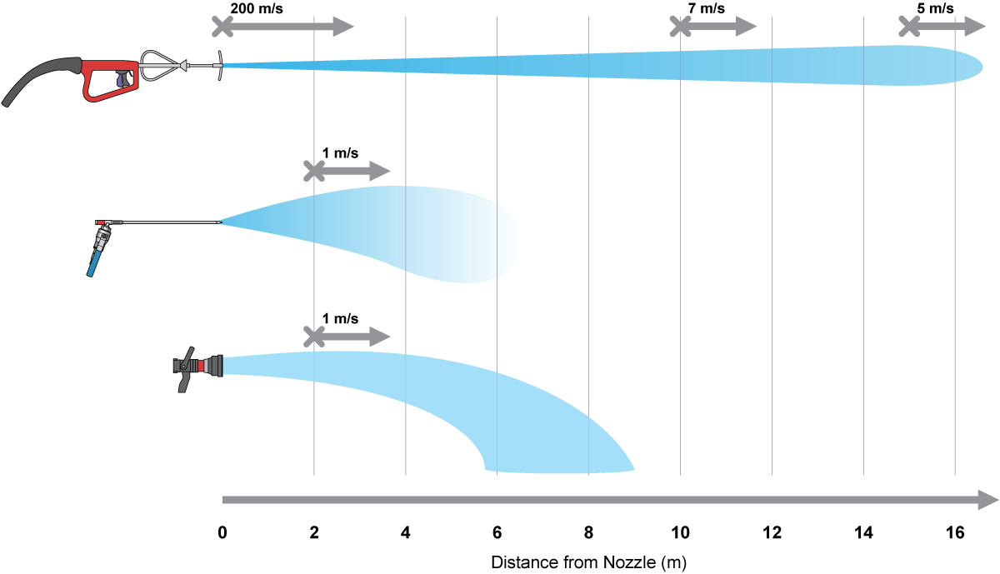 200 m/s
7 m/s
5 m/s
1 m/s
1 m/s
0 2 4 6 8 10 12 14 16
Distance from Nozzle (m)